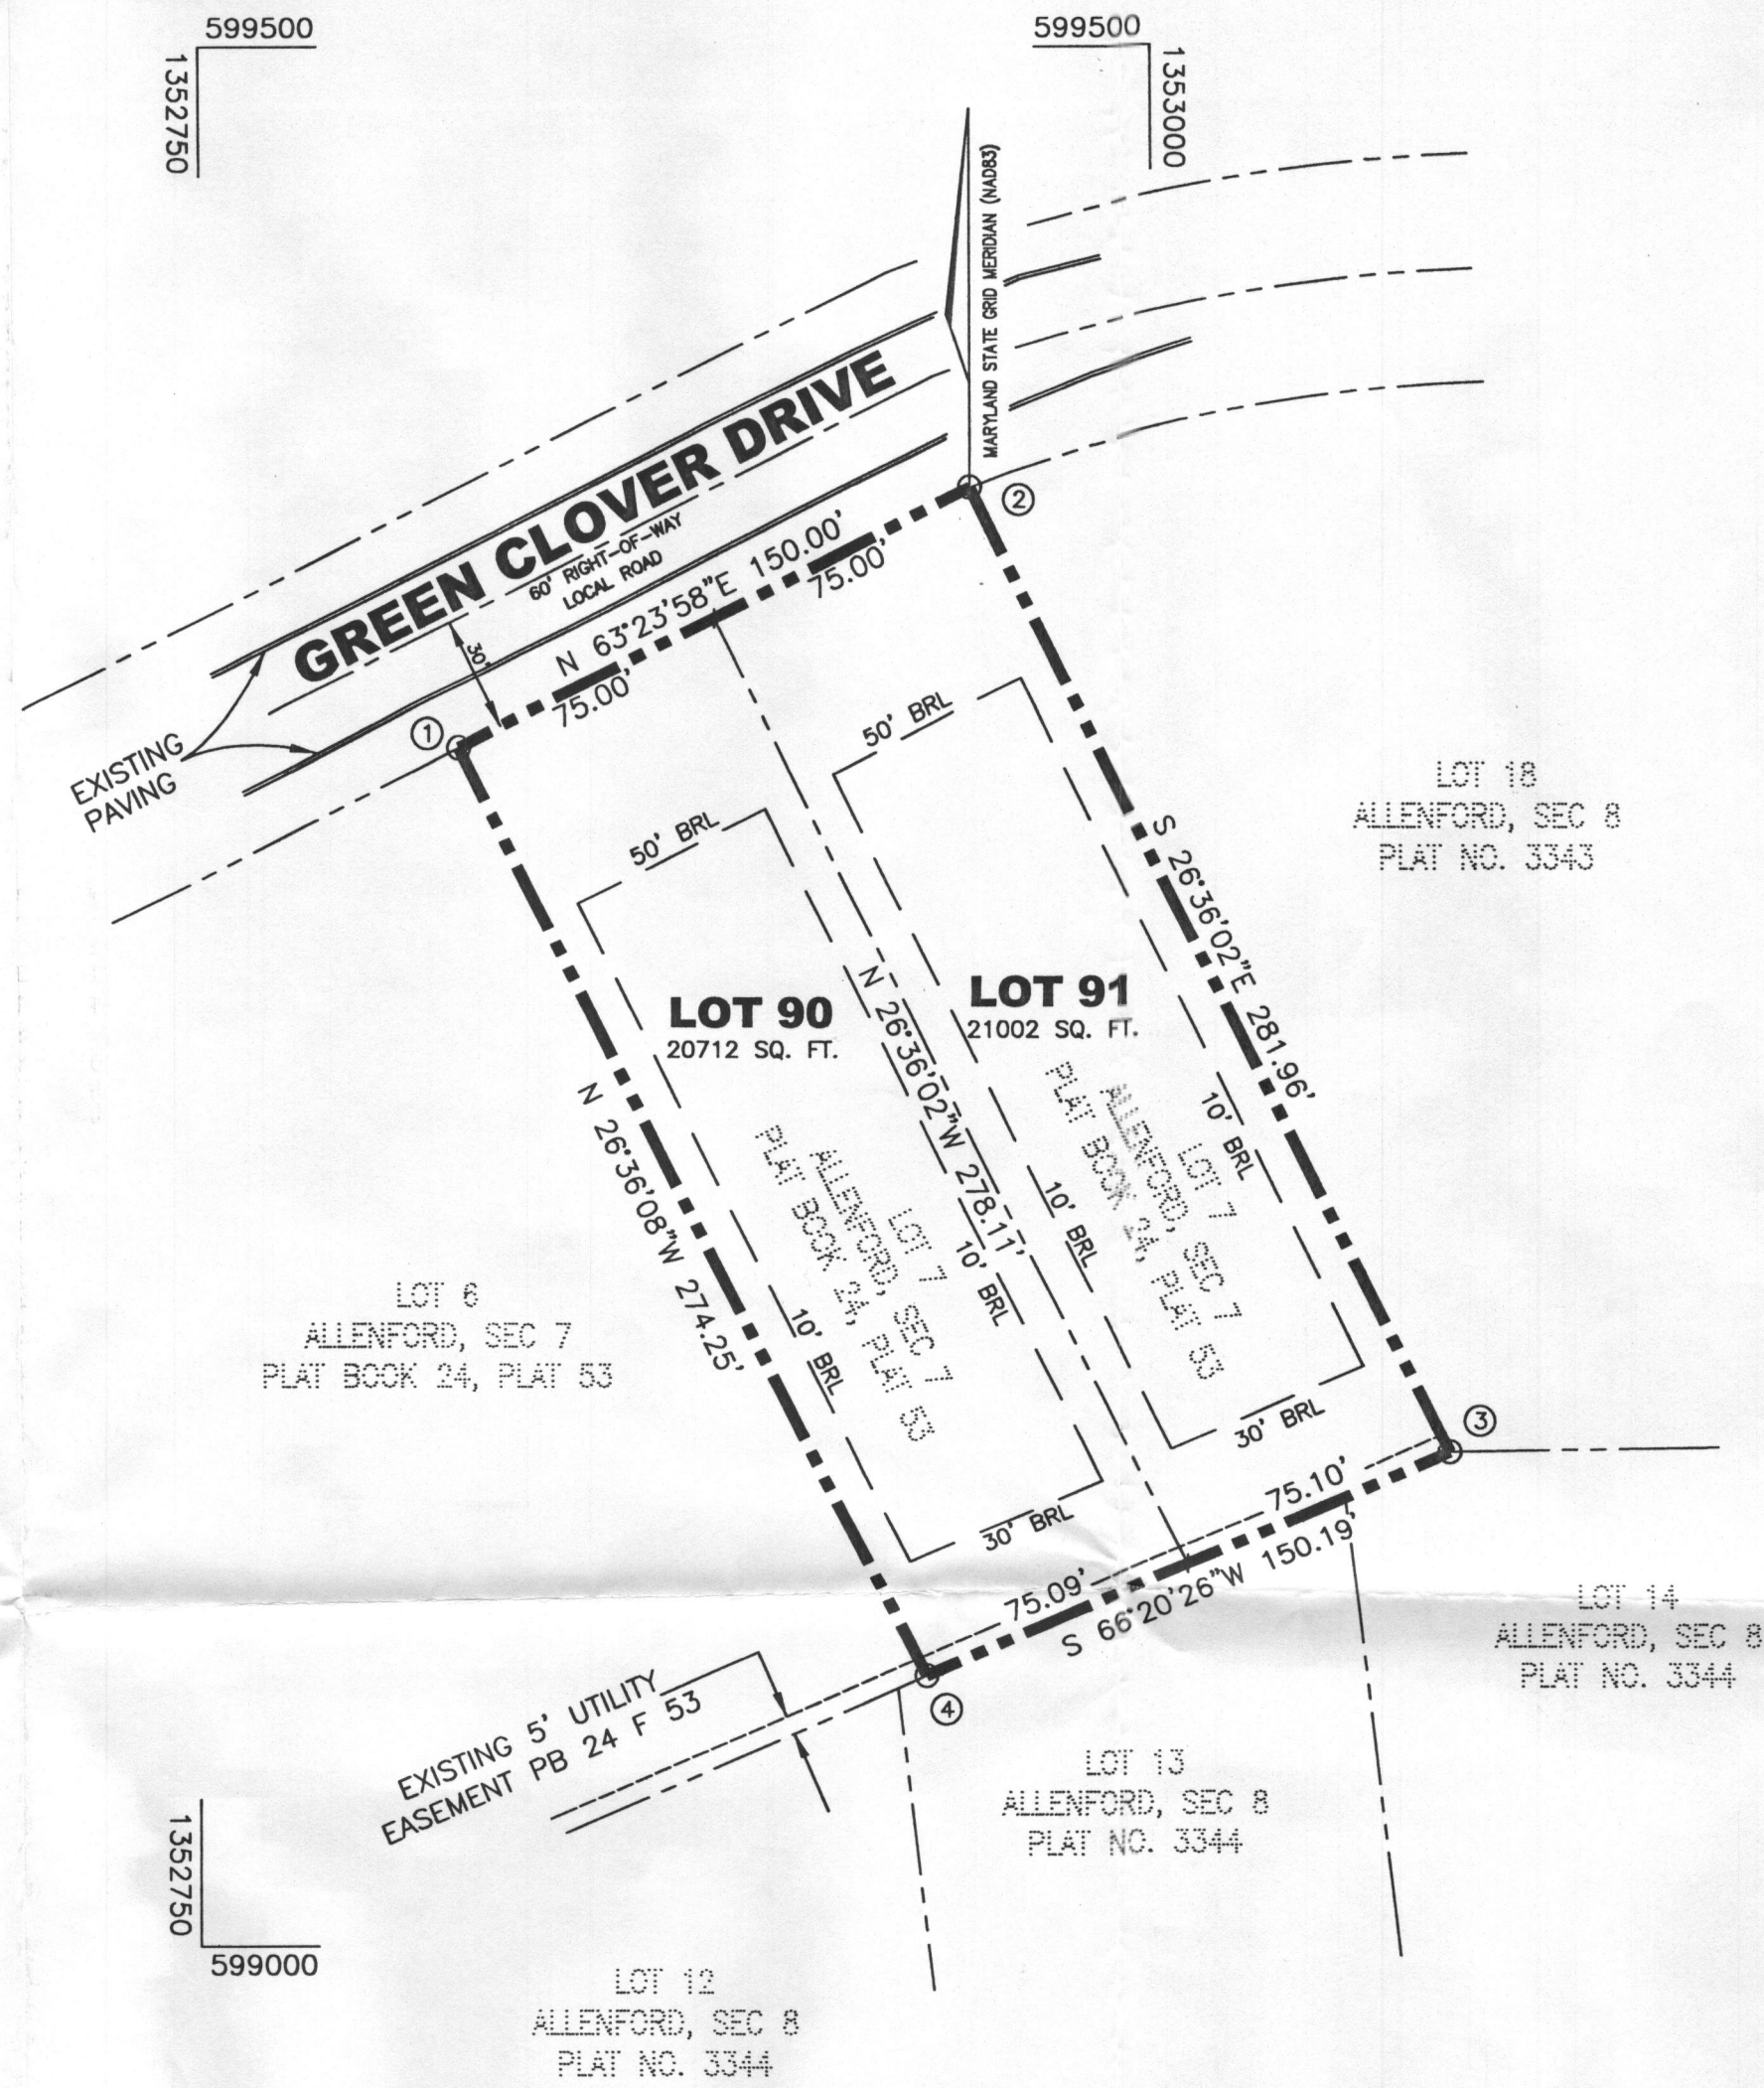 599500
1352750
599500
1353000
MARYLAND STATE GRID MERIDIAN (NAD83)
GREEN CLOVER DRIVE
60' RIGHT-OF-WAY
LOCAL ROAD
30'
EXISTING
PAVING
1
2
N 63°23'58"E 150.00'
75.00'
75.00'
50' BRL
50' BRL
LOT 18
ALLENFORD, SEC 8
PLAT NO. 3343
S 26°36'02"E 281.96'
LOT 90
20712 SQ. FT.
LOT 91
21002 SQ. FT.
N 26°36'02"W 278.11'
N 26°36'08"W 274.25'
LOT 7
ALLENFORD, SEC 7
PLAT BOOK 24, PLAT 53
LOT 7
ALLENFORD, SEC 7
PLAT BOOK 24, PLAT 53
10' BRL
10' BRL
10' BRL
10' BRL
LOT 6
ALLENFORD, SEC 7
PLAT BOOK 24, PLAT 53
30' BRL
30' BRL
3
75.10'
75.09'
S 66°20'26"W 150.19'
4
EXISTING 5' UTILITY
EASEMENT PB 24 F 53
LOT 14
ALLENFORD, SEC 8
PLAT NO. 3344
LOT 13
ALLENFORD, SEC 8
PLAT NO. 3344
1352750
599000
LOT 12
ALLENFORD, SEC 8
PLAT NO. 3344